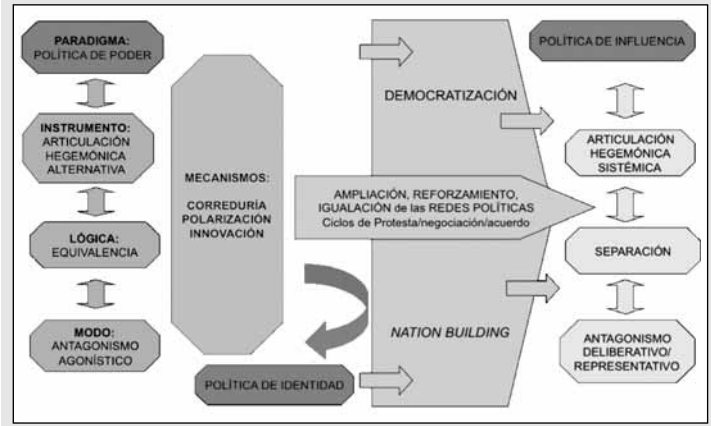 PARADIGMA:
POLÍTICA DE PODER
INSTRUMENTO:
ARTICULACIÓN
HEGEMÓNICA
ALTERNATIVA
LÓGICA:
EQUIVALENCIA
MODO:
ANTAGONISMO
AGONÍSTICO
MECANISMOS:
CORREDURÍA
POLARIZACIÓN
INNOVACIÓN
POLÍTICA DE IDENTIDAD
DEMOCRATIZACIÓN
AMPLIACIÓN, REFORZAMIENTO,
IGUALACIÓN de las REDES POLÍTICAS
Ciclos de Protesta/negociación/acuerdo
NATION BUILDING
POLÍTICA DE INFLUENCIA
ARTICULACIÓN
HEGEMÓNICA
SISTÉMICA
SEPARACIÓN
ANTAGONISMO
DELIBERATIVO/
REPRESENTATIVO